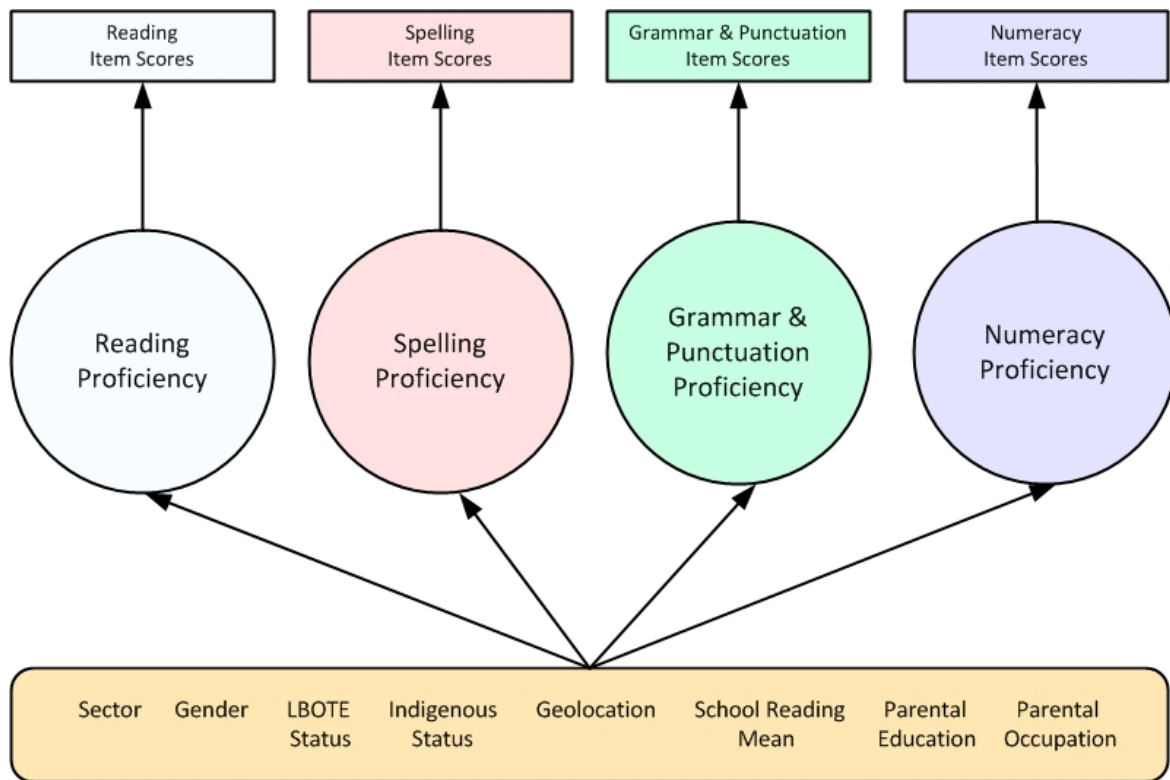 Reading
Item Scores
Spelling
Item Scores
Grammar & Punctuation
Item Scores
Numeracy
Item Scores
Reading
Proficiency
Spelling
Proficiency
Grammar &
Punctuation
Proficiency
Numeracy
Proficiency
Sector
Gender
LBOTE
Status
Indigenous
Status
Geolocation
School Reading
Mean
Parental
Education
Parental
Occupation